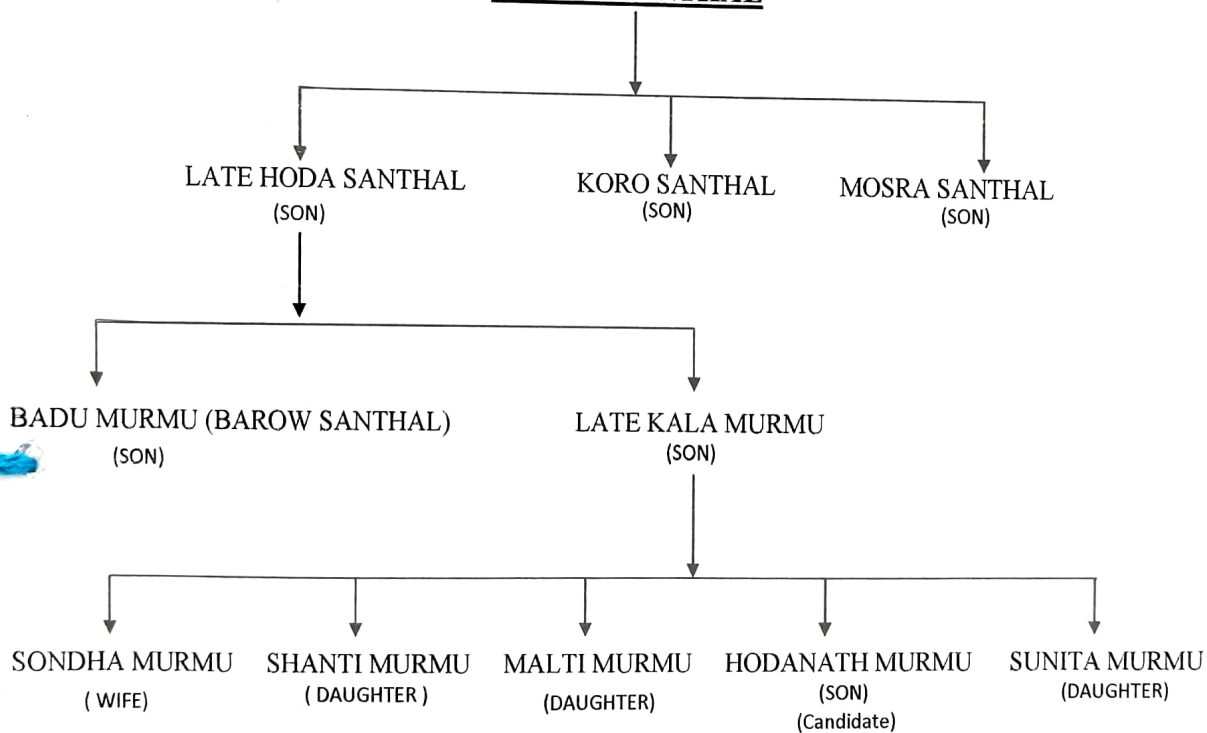 LATE HODA SANTHAL
(SON)
KORO SANTHAL
(SON)
MOSRA SANTHAL
(SON)
BADU MURMU (BAROW SANTHAL)
(SON)
LATE KALA MURMU
(SON)
SONDHA MURMU
( WIFE)
SHANTI MURMU
( DAUGHTER )
MALTI MURMU
(DAUGHTER)
HODANATH MURMU
(SON)
(Candidate)
SUNITA MURMU
(DAUGHTER)